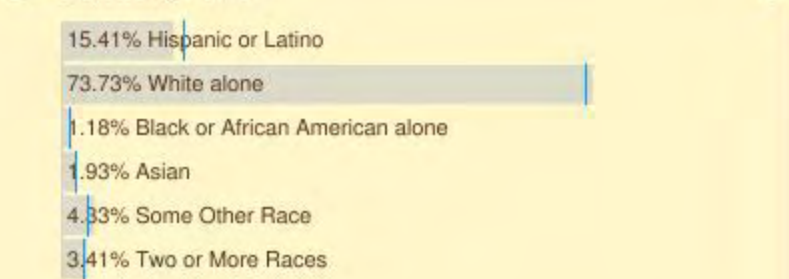 15.41% Hispanic or Latino
73.73% White alone
1.18% Black or African American alone
1.93% Asian
4.33% Some Other Race
3.41% Two or More Races